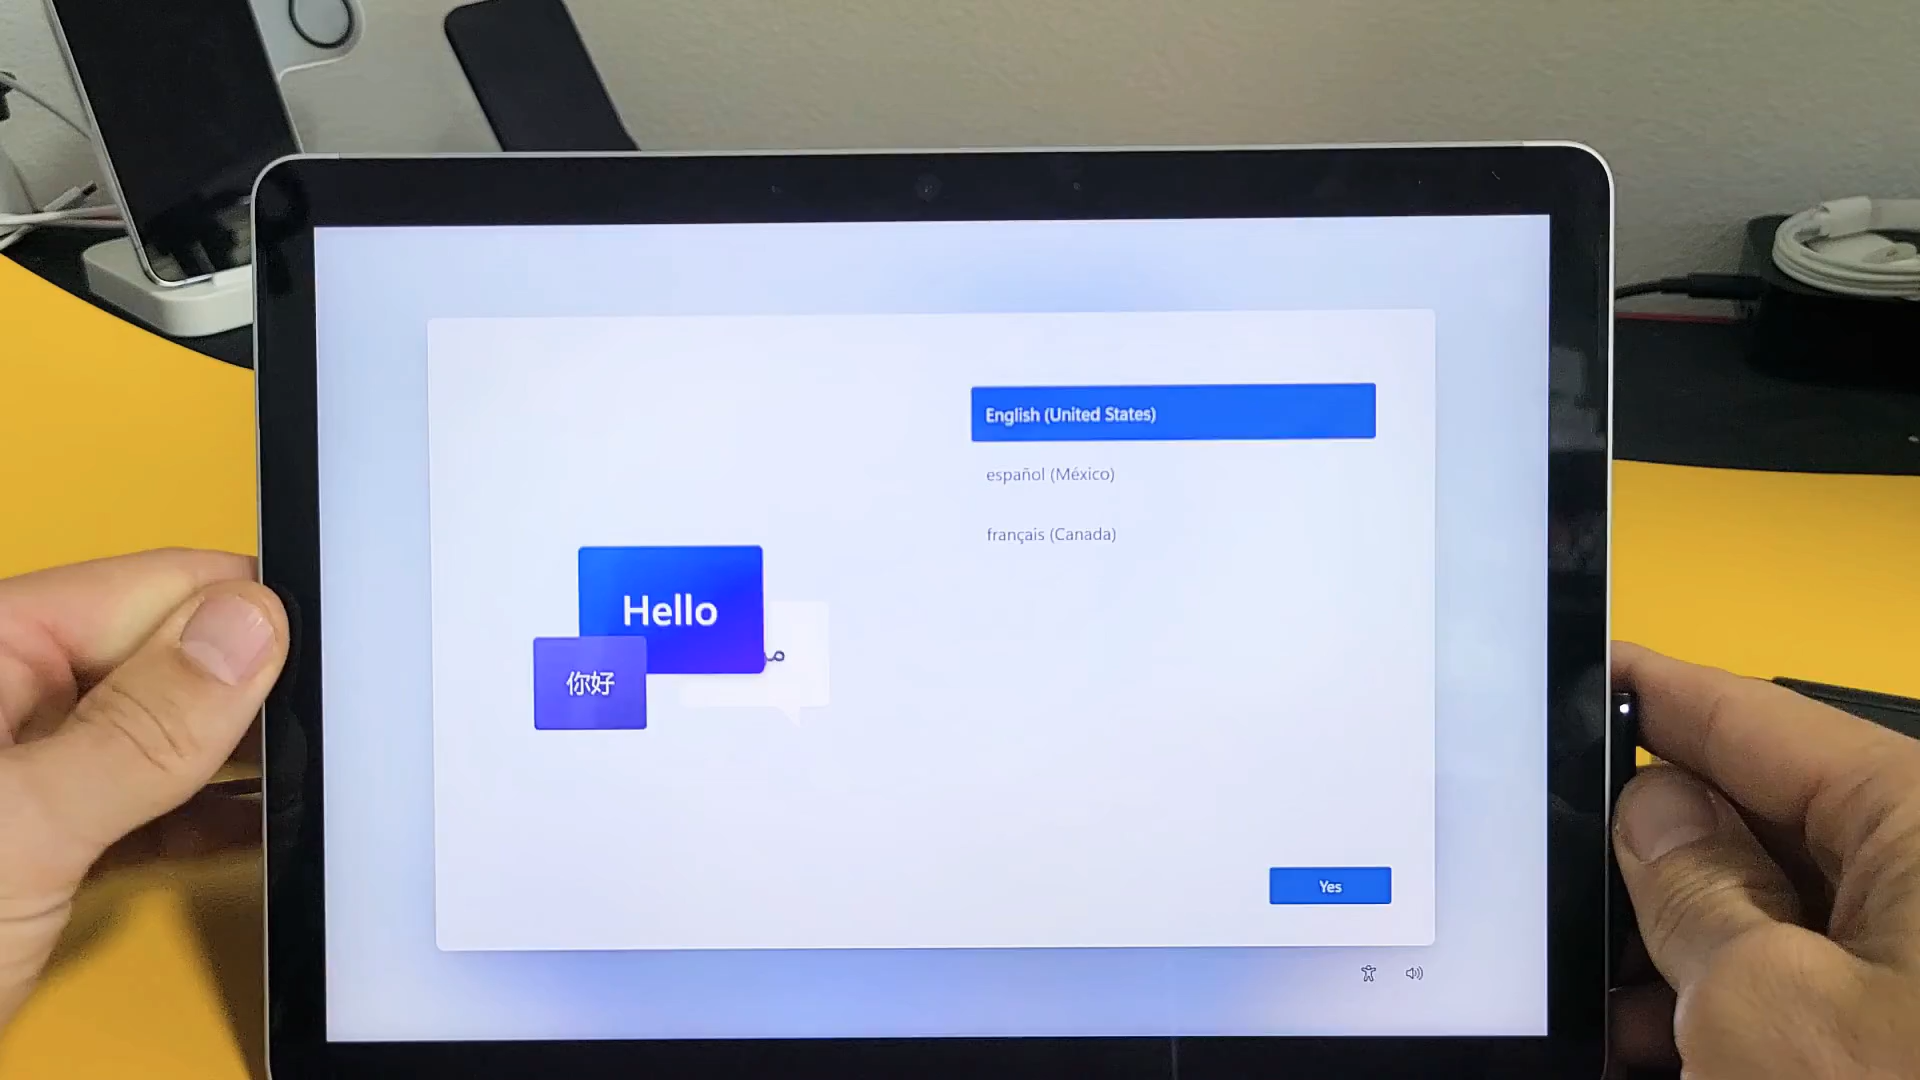 English (United States)
español (México)
français (Canada)
Hello
你好
Yes